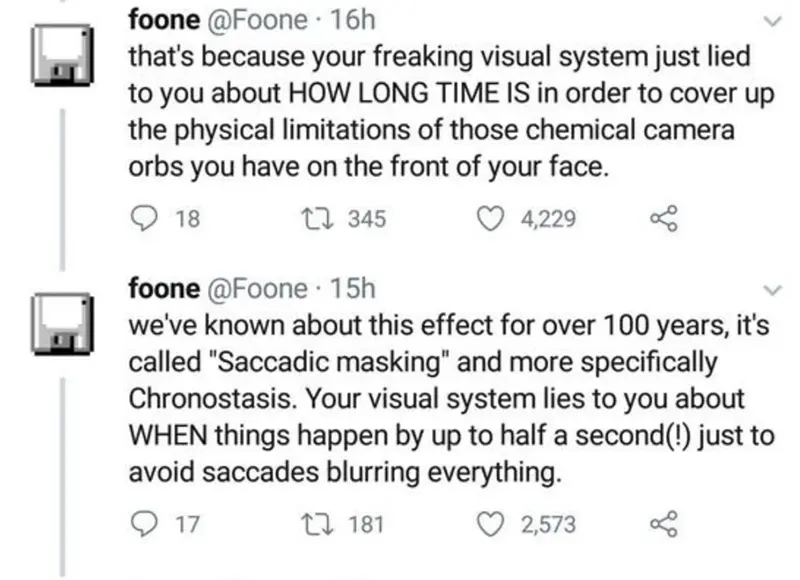 foone @Foone · 16h
that's because your freaking visual system just lied
to you about HOW LONG TIME IS in order to cover up
the physical limitations of those chemical camera
orbs you have on the front of your face.
18 345 4,229
foone @Foone · 15h
we've known about this effect for over 100 years, it's
called "Saccadic masking" and more specifically
Chronostasis. Your visual system lies to you about
WHEN things happen by up to half a second(!) just to
avoid saccades blurring everything.
17 181 2,573